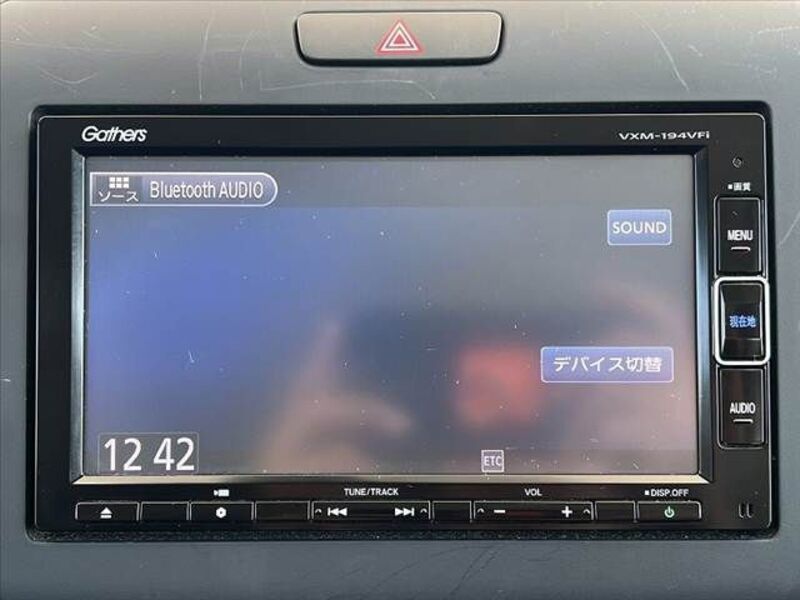 Gathers
VXM-194VFi
ソース Bluetooth AUDIO
■画質
SOUND
MENU
現在地
デバイス切替
AUDIO
12 42
ETC
TUNE/TRACK
VOL
■DISP.OFF